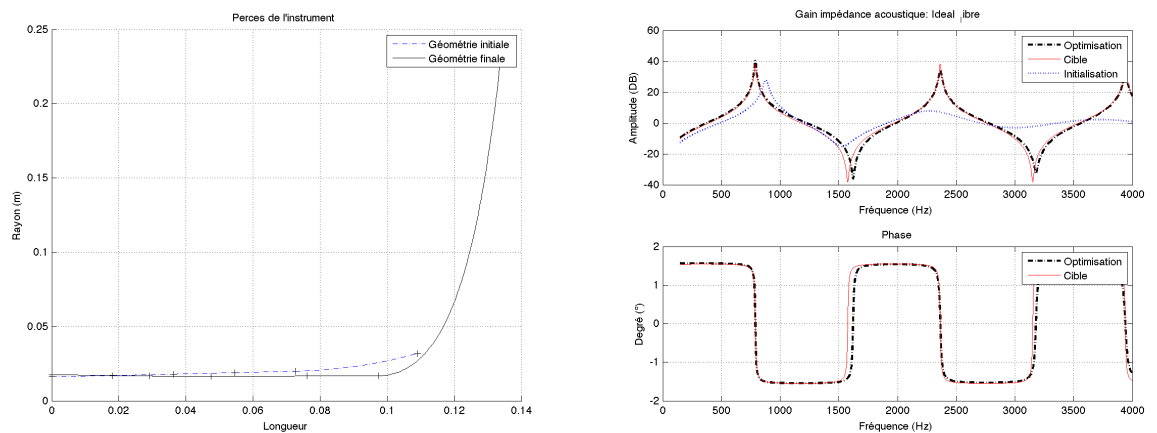 Perces de l'instrument
0.25
0.2
0.15
0.1
0.05
0
Rayon (m)
Géométrie initiale
Géométrie finale
0 0.02 0.04 0.06 0.08 0.1 0.12 0.14
Longueur
Gain impédance acoustique: Ideal ibre
60
40
20
0
-20
-40
Amplitude (DB)
Optimisation
Cible
Initialisation
0 500 1000 1500 2000 2500 3000 3500 4000
Fréquence (Hz)
Phase
2
1
0
-1
-2
Degré (°)
Optimisation
Cible
0 500 1000 1500 2000 2500 3000 3500 4000
Fréquence (Hz)